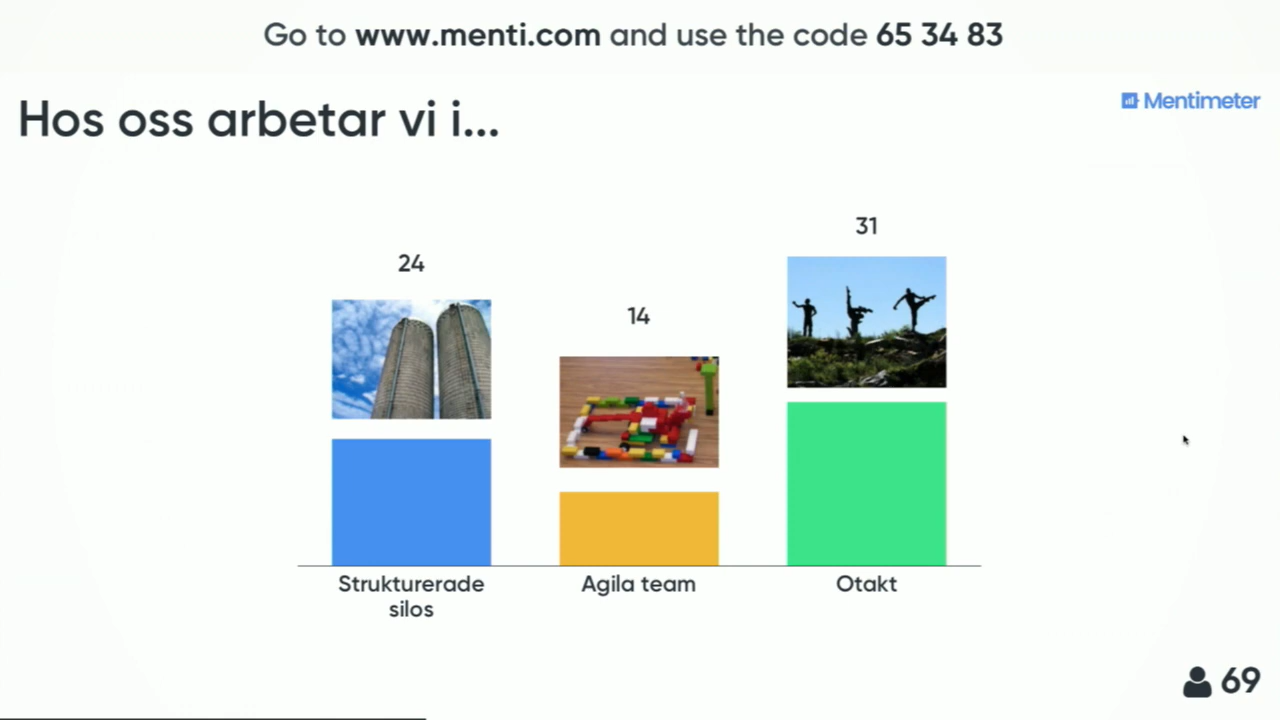 Go to www.menti.com and use the code 65 34 83
Hos oss arbetar vi i...
Mentimeter
24
14
31
Strukturerade
silos
Agila team
Otakt
69